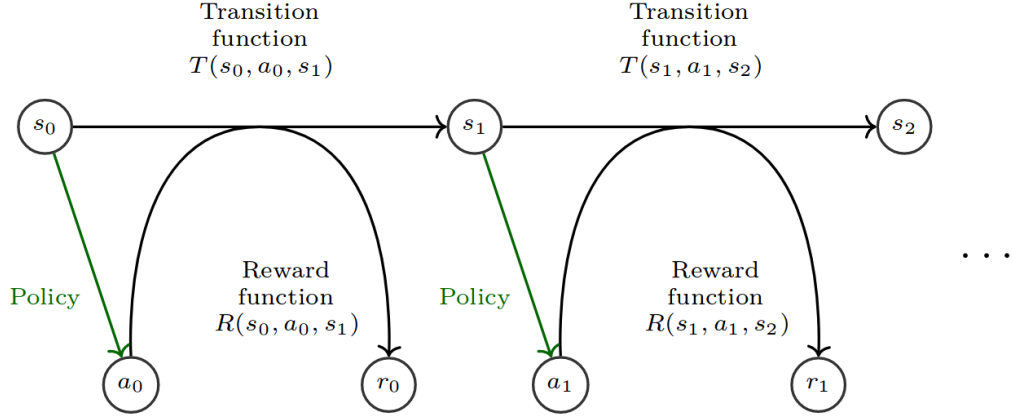 Transition
function
T(s₀, a₀, s₁)
Transition
function
T(s₁, a₁, s₂)
s₀
s₁
s₂
Reward
function
R(s₀, a₀, s₁)
Reward
function
R(s₁, a₁, s₂)
Policy
Policy
. . .
a₀
r₀
a₁
r₁